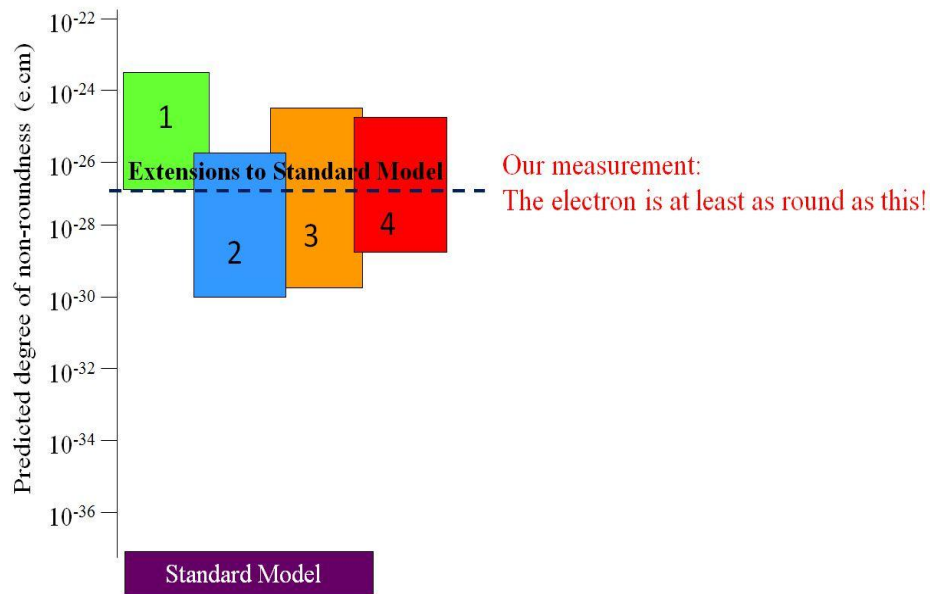 Predicted degree of non-roundness (e.cm)
10-22
10-24
10-26
10-28
10-30
10-32
10-34
10-36
1
2
3
4
Extensions to Standard Model
Our measurement:
The electron is at least as round as this!
Standard Model